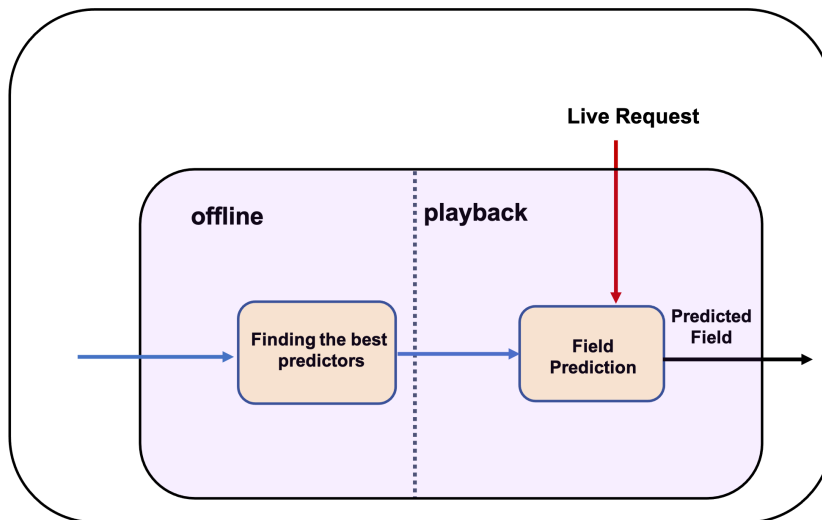 Live Request
offline
playback
Finding the best
predictors
Field
Prediction
Predicted
Field